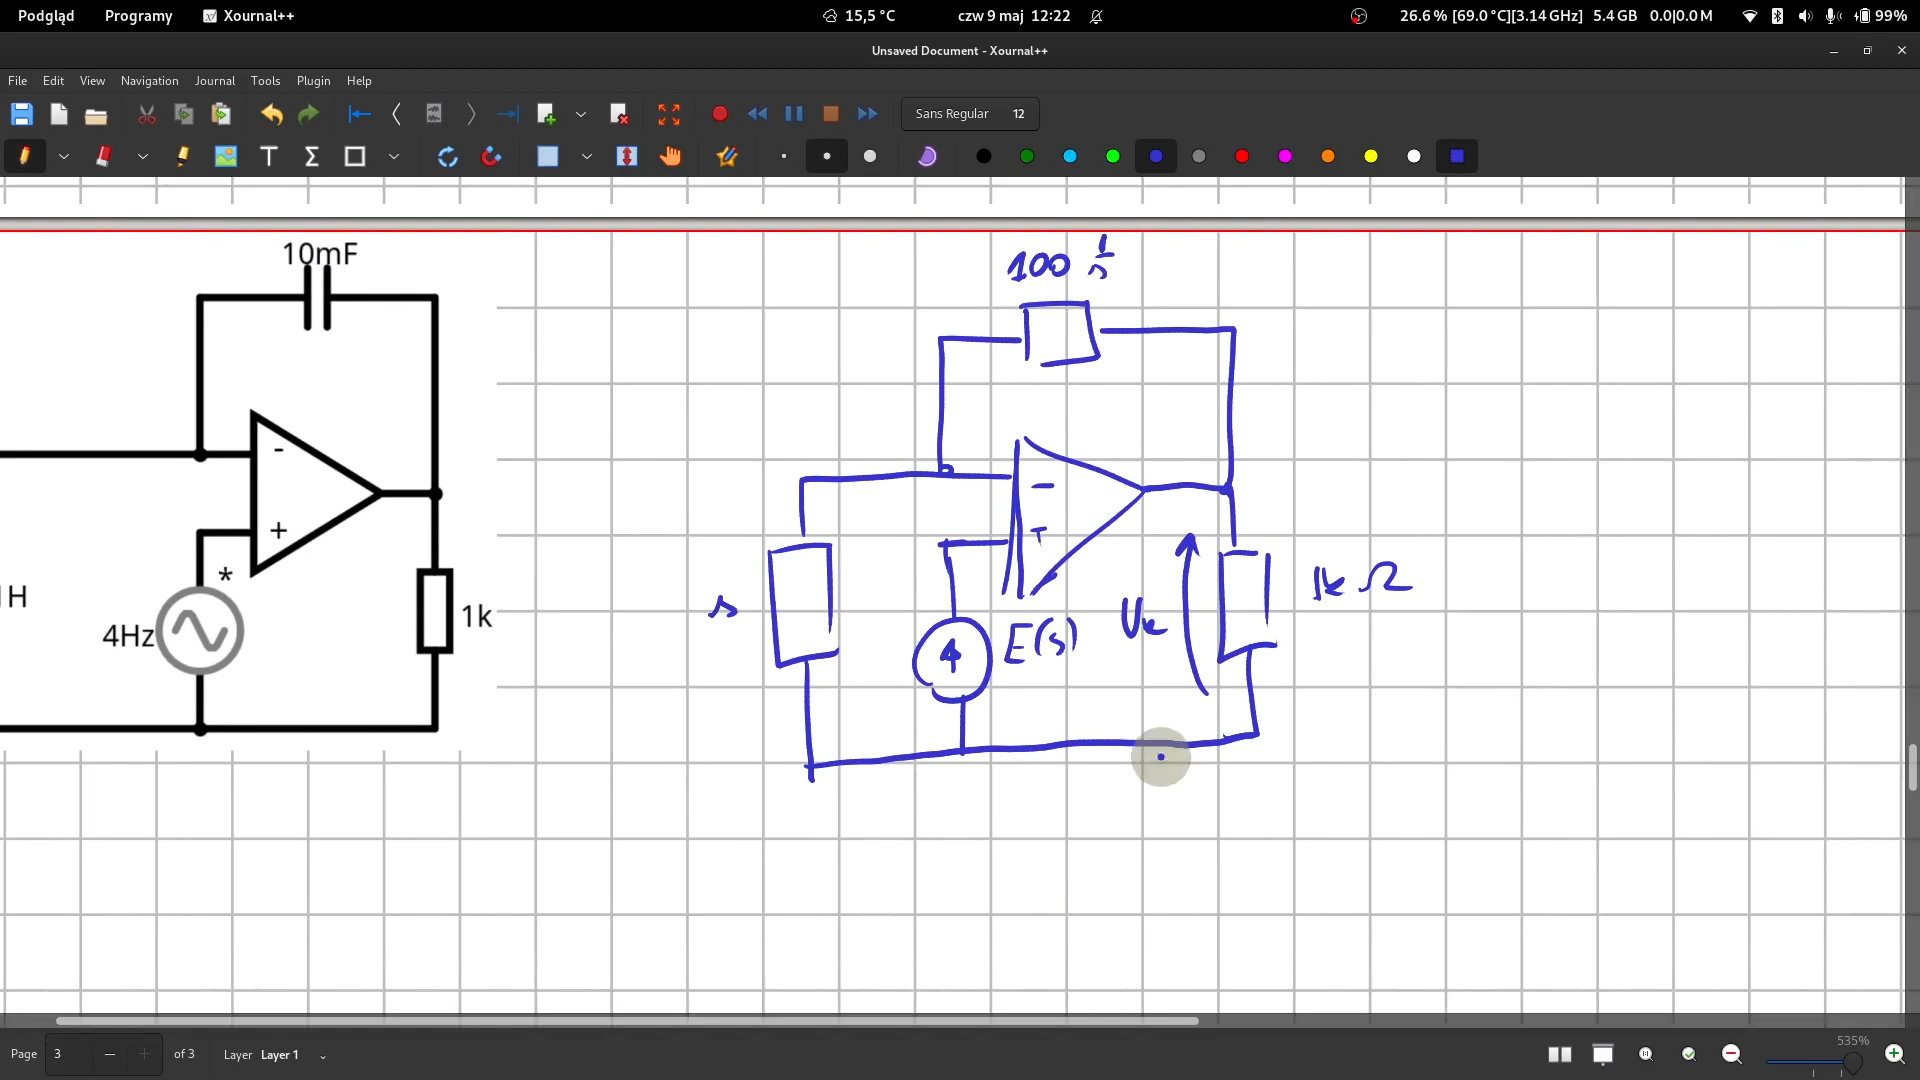 Podgląd Programy Xournal++ 15,5 °C czw 9 maj 12:22 26.6 % [69.0 °C][3.14 GHz] 5.4 GB 0.0|0.0 M 99%
Unsaved Document - Xournal++
File Edit View Navigation Journal Tools Plugin Help
Sans Regular 12
10mF
100 1/s
-
+
*
1H
4Hz
1k
-
+
s
E(s)
Uk
1k Ω
535%
Page 3 of 3 Layer Layer 1